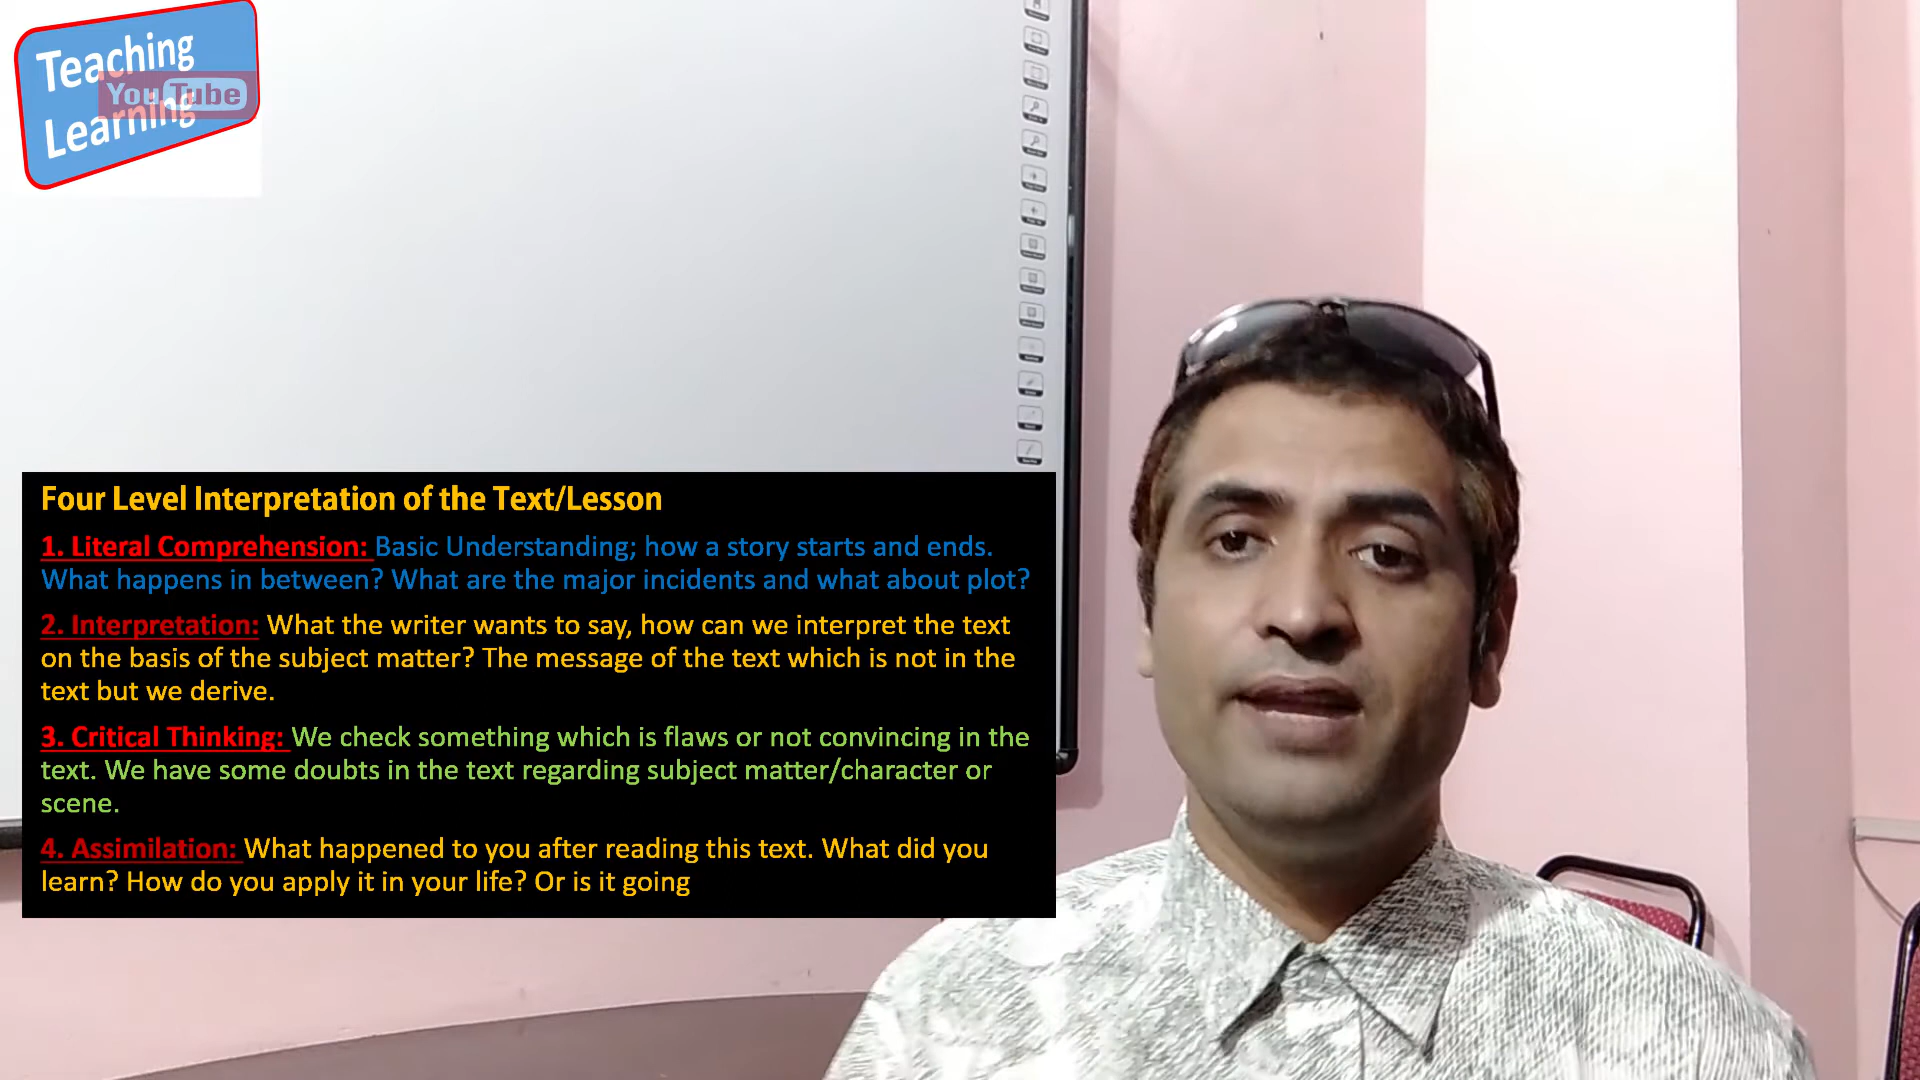 Teaching
YouTube
Learning
Four Level Interpretation of the Text/Lesson
1. Literal Comprehension: Basic Understanding; how a story starts and ends.
What happens in between? What are the major incidents and what about plot?
2. Interpretation: What the writer wants to say, how can we interpret the text
on the basis of the subject matter? The message of the text which is not in the
text but we derive.
3. Critical Thinking: We check something which is flaws or not convincing in the
text. We have some doubts in the text regarding subject matter/character or
scene.
4. Assimilation: What happened to you after reading this text. What did you
learn? How do you apply it in your life? Or is it going